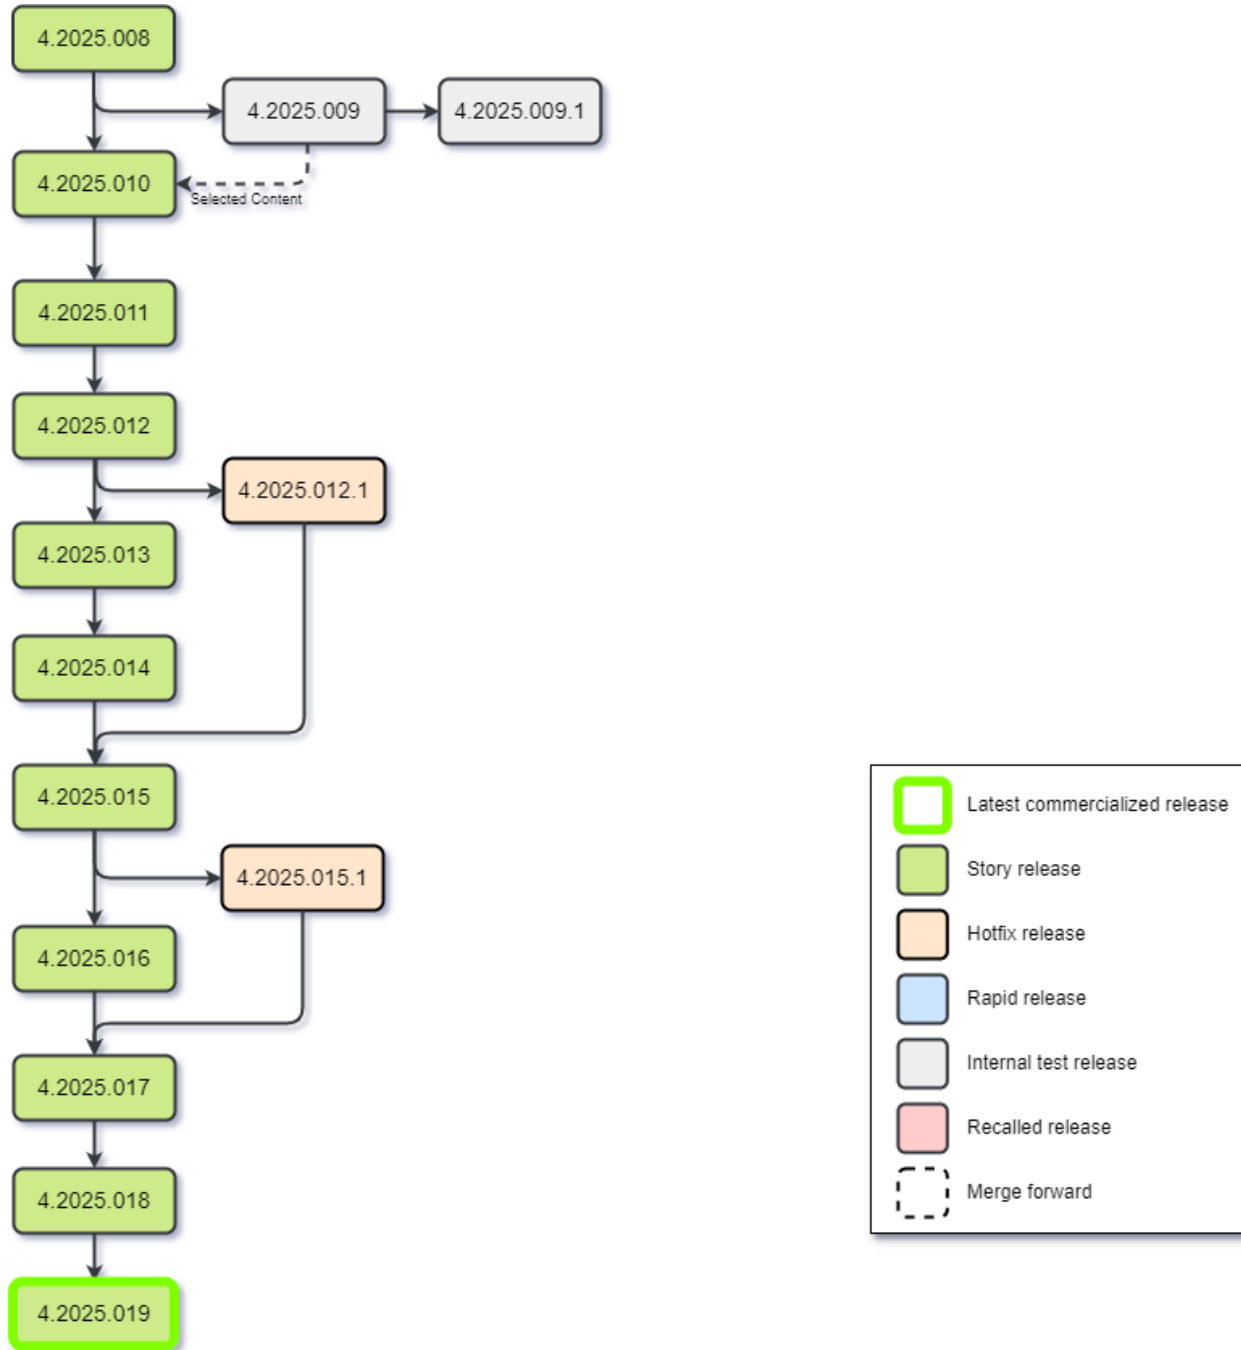 4.2025.008
4.2025.009
4.2025.009.1
4.2025.010
Selected Content
4.2025.011
4.2025.012
4.2025.012.1
4.2025.013
4.2025.014
4.2025.015
4.2025.015.1
4.2025.016
4.2025.017
4.2025.018
4.2025.019
Latest commercialized release
Story release
Hotfix release
Rapid release
Internal test release
Recalled release
Merge forward